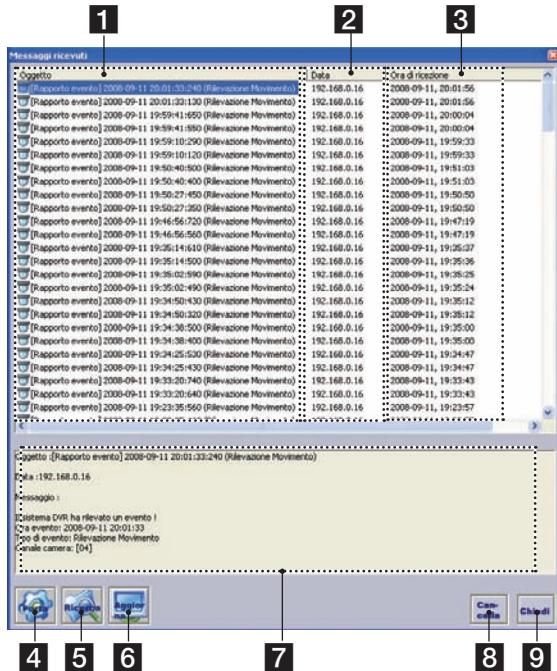 1 2 3
Messaggi ricevuti
Oggetto Data Ora di ricezione
[Rapporto evento] 2008-09-11 20:01:33:240 (Rilevazione Movimento) 192.168.0.16 2008-09-11, 20:01:56
[Rapporto evento] 2008-09-11 20:01:33:130 (Rilevazione Movimento) 192.168.0.16 2008-09-11, 20:01:56
[Rapporto evento] 2008-09-11 19:59:41:650 (Rilevazione Movimento) 192.168.0.16 2008-09-11, 20:00:04
[Rapporto evento] 2008-09-11 19:59:41:550 (Rilevazione Movimento) 192.168.0.16 2008-09-11, 20:00:04
[Rapporto evento] 2008-09-11 19:59:10:290 (Rilevazione Movimento) 192.168.0.16 2008-09-11, 19:59:33
[Rapporto evento] 2008-09-11 19:59:10:120 (Rilevazione Movimento) 192.168.0.16 2008-09-11, 19:59:33
[Rapporto evento] 2008-09-11 19:50:40:500 (Rilevazione Movimento) 192.168.0.16 2008-09-11, 19:51:03
[Rapporto evento] 2008-09-11 19:50:40:400 (Rilevazione Movimento) 192.168.0.16 2008-09-11, 19:51:03
[Rapporto evento] 2008-09-11 19:50:27:450 (Rilevazione Movimento) 192.168.0.16 2008-09-11, 19:50:50
[Rapporto evento] 2008-09-11 19:50:27:350 (Rilevazione Movimento) 192.168.0.16 2008-09-11, 19:50:50
[Rapporto evento] 2008-09-11 19:46:56:720 (Rilevazione Movimento) 192.168.0.16 2008-09-11, 19:47:19
[Rapporto evento] 2008-09-11 19:46:56:560 (Rilevazione Movimento) 192.168.0.16 2008-09-11, 19:47:19
[Rapporto evento] 2008-09-11 19:35:14:610 (Rilevazione Movimento) 192.168.0.16 2008-09-11, 19:35:37
[Rapporto evento] 2008-09-11 19:35:14:500 (Rilevazione Movimento) 192.168.0.16 2008-09-11, 19:35:36
[Rapporto evento] 2008-09-11 19:35:02:590 (Rilevazione Movimento) 192.168.0.16 2008-09-11, 19:35:25
[Rapporto evento] 2008-09-11 19:35:02:490 (Rilevazione Movimento) 192.168.0.16 2008-09-11, 19:35:24
[Rapporto evento] 2008-09-11 19:34:50:430 (Rilevazione Movimento) 192.168.0.16 2008-09-11, 19:35:12
[Rapporto evento] 2008-09-11 19:34:50:320 (Rilevazione Movimento) 192.168.0.16 2008-09-11, 19:35:12
[Rapporto evento] 2008-09-11 19:34:38:500 (Rilevazione Movimento) 192.168.0.16 2008-09-11, 19:35:00
[Rapporto evento] 2008-09-11 19:34:38:400 (Rilevazione Movimento) 192.168.0.16 2008-09-11, 19:35:00
[Rapporto evento] 2008-09-11 19:34:25:530 (Rilevazione Movimento) 192.168.0.16 2008-09-11, 19:34:47
[Rapporto evento] 2008-09-11 19:34:25:430 (Rilevazione Movimento) 192.168.0.16 2008-09-11, 19:34:47
[Rapporto evento] 2008-09-11 19:33:20:740 (Rilevazione Movimento) 192.168.0.16 2008-09-11, 19:33:43
[Rapporto evento] 2008-09-11 19:33:20:640 (Rilevazione Movimento) 192.168.0.16 2008-09-11, 19:33:43
[Rapporto evento] 2008-09-11 19:23:35:560 (Rilevazione Movimento) 192.168.0.16 2008-09-11, 19:23:57
Oggetto :[Rapporto evento] 2008-09-11 20:01:33:240 (Rilevazione Movimento)
Data :192.168.0.16
Messaggio :
Il sistema DVR ha rilevato un evento !
Ora evento: 2008-09-11 20:01:33
Tipo di evento: Rilevazione Movimento
Canale camera: [04]
Porta Ricerca Aggiorna Can-cella Chiudi
4 5 6 7 8 9